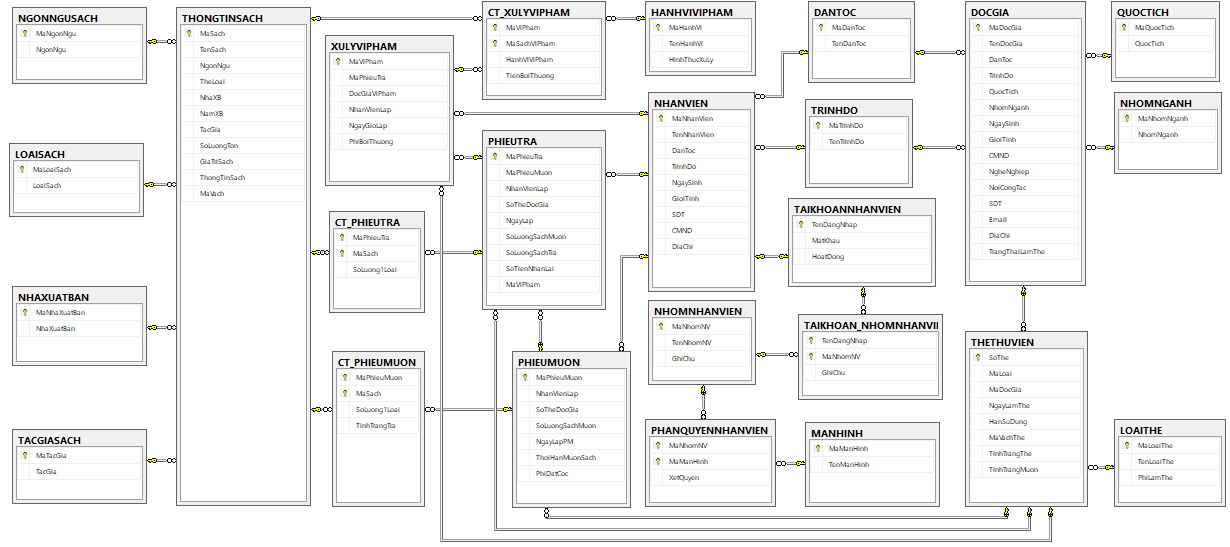 NGONNGUSACH
MaNgonNgu
NgonNgu
LOAISACH
MaLoaiSach
LoaiSach
NHAXUATBAN
MaNhaXuatBan
NhaXuatBan
TACGIASACH
MaTacGia
TacGia
THONGTINSACH
MaSach
TenSach
NgonNgu
TheLoai
NhaXB
NamXB
TacGia
SoLuongTon
GiaTriSach
ThongTinSach
MaVach
XULYVIPHAM
MaViPham
MaPhieuTra
DocGiaViPham
NhanVienLap
NgayGioLap
PhiBoiThuong
CT_PHIEUTRA
MaPhieuTra
MaSach
SoLuong1Loai
CT_PHIEUMUON
MaPhieuMuon
MaSach
SoLuong1Loai
TinhTrangTra
CT_XULYVIPHAM
MaViPham
MaSachViPham
HanhViViPham
TienBoiThuong
PHIEUTRA
MaPhieuTra
MaPhieuMuon
NhanVienLap
SoTheDocGia
NgayLap
SoLuongSachMuon
SoLuongSachTra
SoTienNhanLai
MaViPham
PHIEUMUON
MaPhieuMuon
NhanVienLap
SoTheDocGia
SoLuongSachMuon
NgayLapPM
ThoiHanMuonSach
PhiDatCoc
HANHVIVIPHAM
MaHanhVi
TenHanhVi
HinhThucXuLy
NHANVIEN
MaNhanVien
TenNhanVien
DanToc
TrinhDo
NgaySinh
GioiTinh
SDT
CMND
DiaChi
NHOMNHANVIEN
MaNhomNV
TenNhomNV
GhiChu
PHANQUYENNHANVIEN
MaNhomNV
MaManHinh
XetQuyen
DANTOC
MaDanToc
TenDanToc
TRINHDO
MaTrinhDo
TenTrinhDo
TAIKHOANNHANVIEN
TenDangNhap
MatKhau
HoatDong
TAIKHOAN_NHOMNHANVII
TenDangNhap
MaNhomNV
GhiChu
MANHINH
MaManHinh
TenManHinh
DOCGIA
MaDocGia
TenDocGia
DanToc
TrinhDo
QuocTich
NhomNganh
NgaySinh
GioiTinh
CMND
NgheNghiep
NoiCongTac
SDT
Email
DiaChi
TrangThaiLamThe
THETHUVIEN
SoThe
MaLoai
MaDocGia
NgayLamThe
HanSuDung
MaVachThe
TinhTrangThe
TinhTrangMuon
QUOCTICH
MaQuocTich
QuocTich
NHOMNGANH
MaNhomNganh
NhomNganh
LOAITHE
MaLoaiThe
TenLoaiThe
PhiLamThe